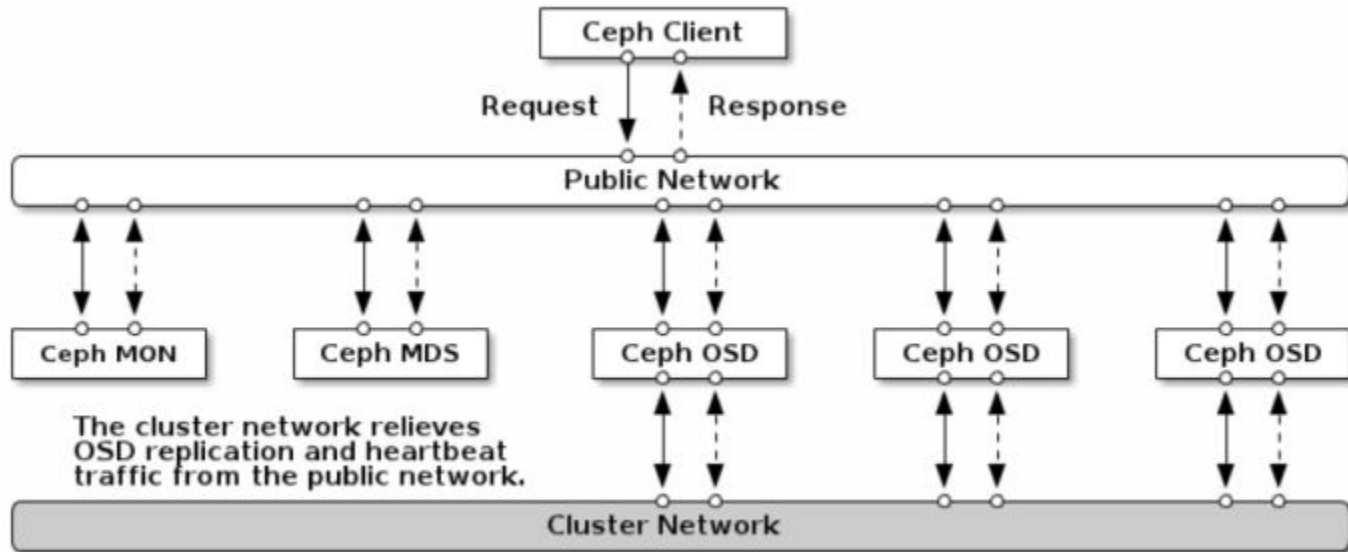 Ceph Client
Request
Response
Public Network
Ceph MON
Ceph MDS
Ceph OSD
Ceph OSD
Ceph OSD
The cluster network relieves
OSD replication and heartbeat
traffic from the public network.
Cluster Network